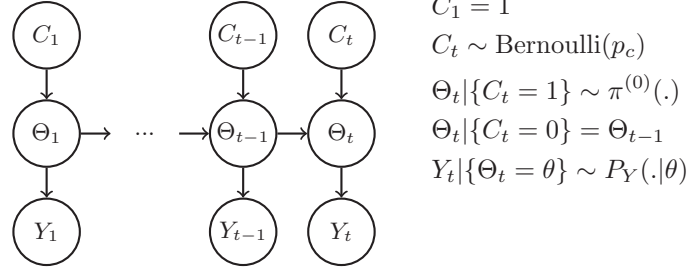 C_1 C_{t-1} C_t
Θ_1 ... Θ_{t-1} Θ_t
Y_1 Y_{t-1} Y_t
C_1 = 1
C_t ∼ Bernoulli(p_c)
Θ_t|{C_t = 1} ∼ π^{(0)}(.)
Θ_t|{C_t = 0} = Θ_{t-1}
Y_t|{Θ_t = θ} ∼ P_Y(.|θ)